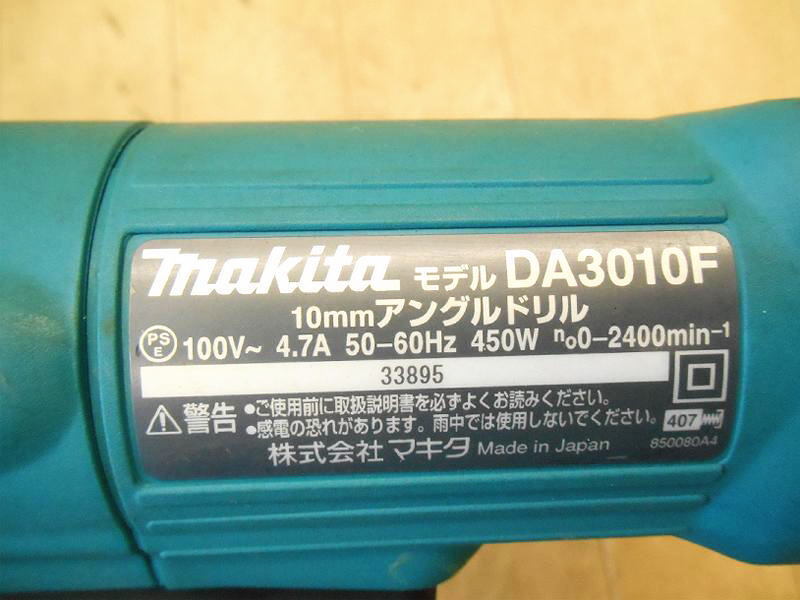 makita モデル DA3010F
10mmアングルドリル
PSE 100V~ 4.7A 50-60Hz 450W n₀0-2400min⁻¹
33895
警告 ●ご使用前に取扱説明書を必ずよくお読みください。
●感電の恐れがあります。雨中では使用しないでください。 407
株式会社 マキタ Made in Japan 850080A4